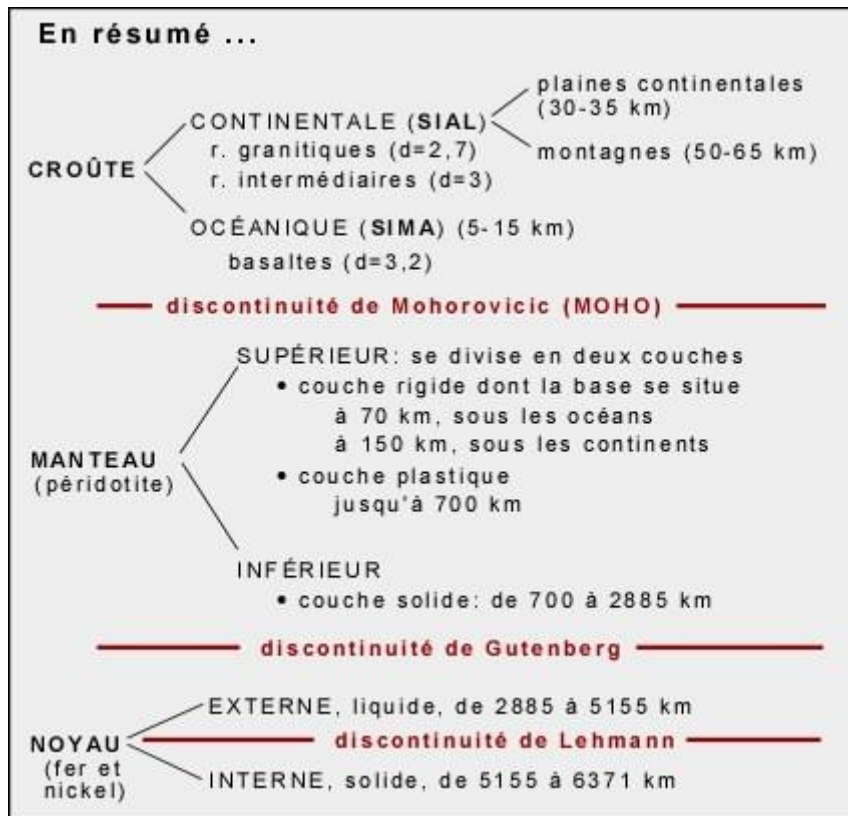 En résumé ...
plaines continentales
(30-35 km)
CONTINENTALE (SIAL)
r. granitiques (d=2,7)
montagnes (50-65 km)
CROÛTE
r. intermédiaires (d=3)
OCÉANIQUE (SIMA) (5-15 km)
basaltes (d=3,2)
discontinuité de Mohorovicic (MOHO)
SUPÉRIEUR: se divise en deux couches
• couche rigide dont la base se situe
à 70 km, sous les océans
à 150 km, sous les continents
MANTEAU
(péridotite)
• couche plastique
jusqu'à 700 km
INFÉRIEUR
• couche solide: de 700 à 2885 km
discontinuité de Gutenberg
EXTERNE, liquide, de 2885 à 5155 km
NOYAU
(fer et
nickel)
discontinuité de Lehmann
INTERNE, solide, de 5155 à 6371 km